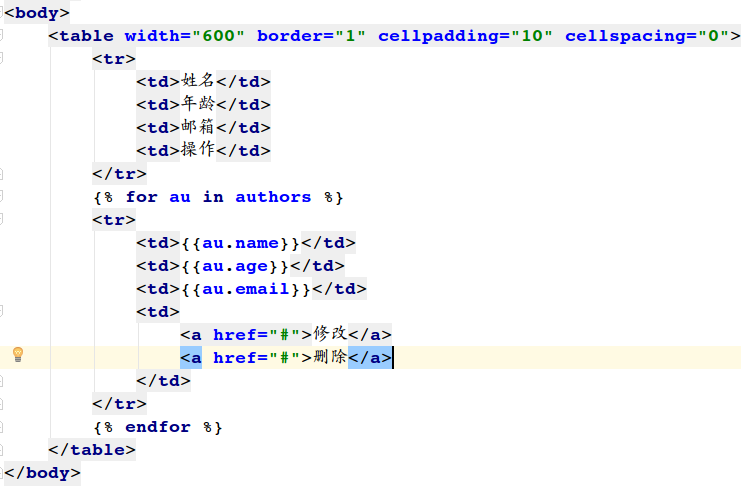 <body>
<table width="600" border="1" cellpadding="10" cellspacing="0">
<tr>
<td>姓名</td>
<td>年龄</td>
<td>邮箱</td>
<td>操作</td>
</tr>
{% for au in authors %}
<tr>
<td>{{au.name}}</td>
<td>{{au.age}}</td>
<td>{{au.email}}</td>
<td>
<a href="#">修改</a>
<a href="#">删除</a>
</td>
</tr>
{% endfor %}
</table>
</body>